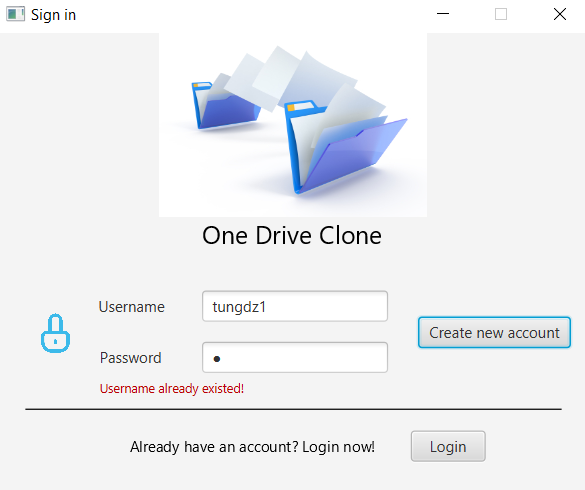 Sign in
One Drive Clone
Username
tungdz1
Create new account
Password
●
Username already existed!
Already have an account? Login now!
Login